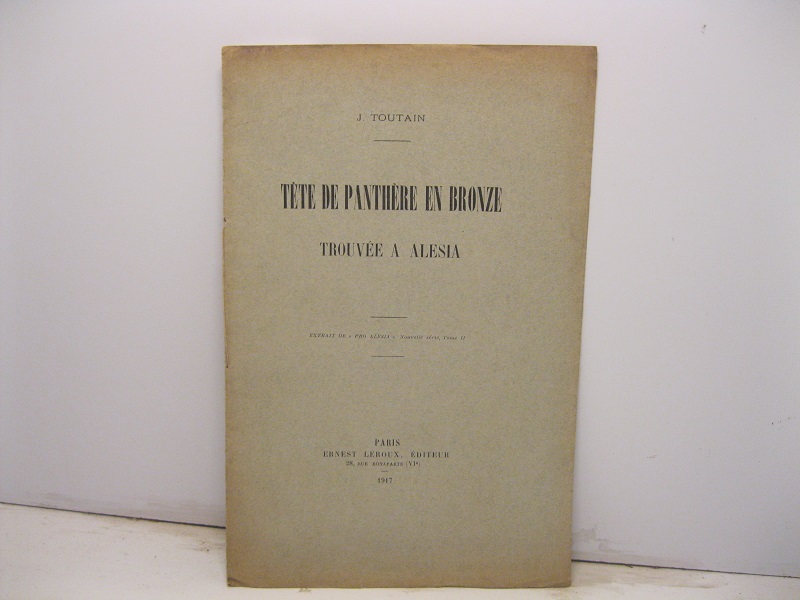 J. TOUTAIN
TÊTE DE PANTHÈRE EN BRONZE
TROUVÉE A ALESIA
EXTRAIT DE « PRO ALESIA » Nouvelle série, Tome II
PARIS
ERNEST LEROUX, ÉDITEUR
28, RUE BONAPARTE (VIe)
1917